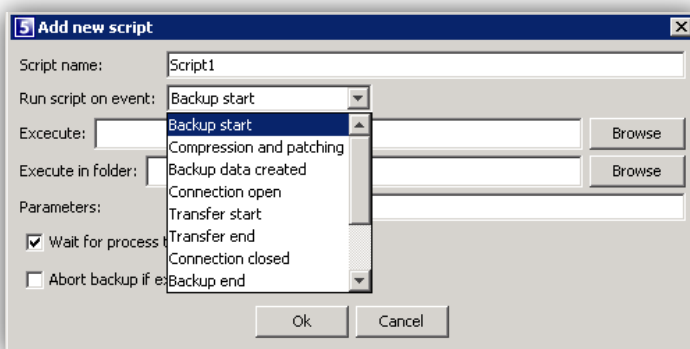 5 Add new script
Script name: Script1
Run script on event: Backup start
Backup start
Excecute: Browse
Compression and patching
Backup data created
Execute in folder: Browse
Connection open
Parameters:
Transfer start
Wait for process
Transfer end
Connection closed
Abort backup if
Backup end
Ok Cancel